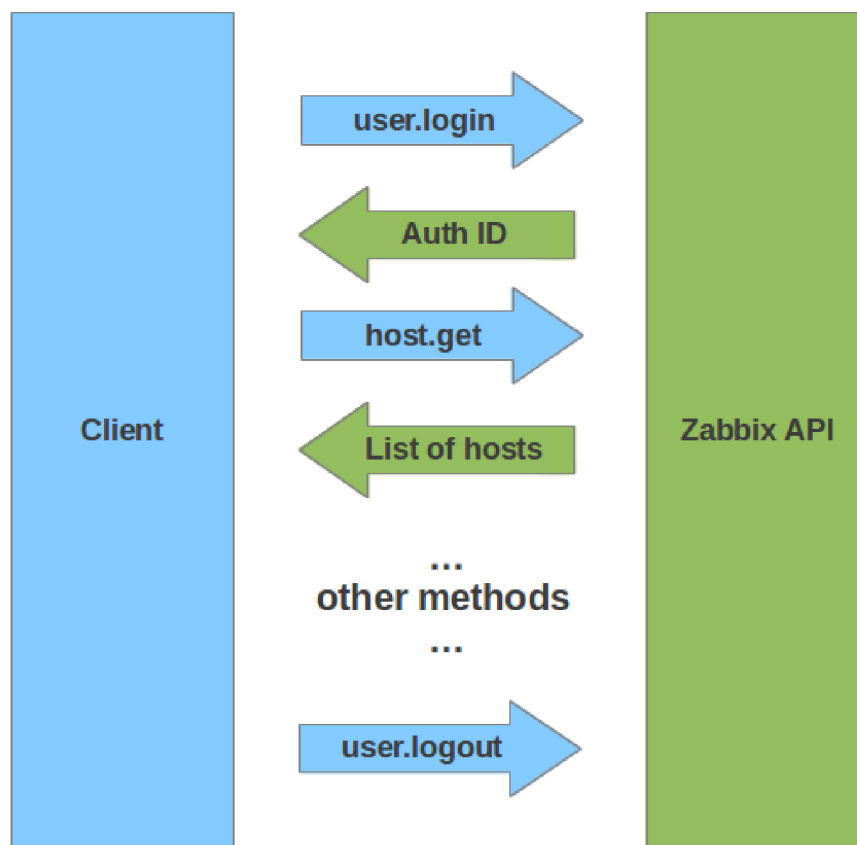 user.login
Auth ID
host.get
Client
Zabbix API
List of hosts
...
other methods
...
user.logout